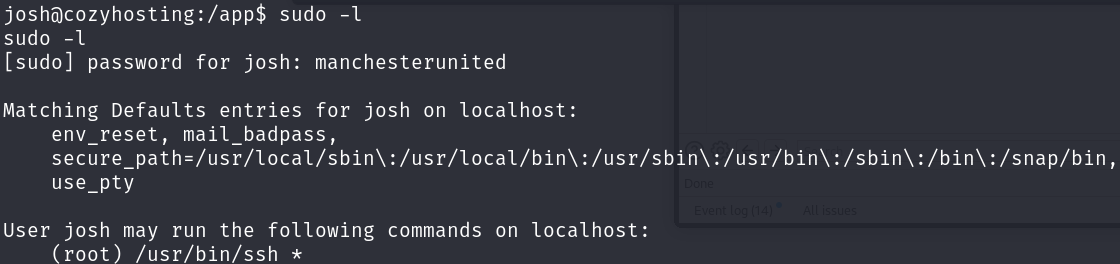 josh@cozyhosting:/app$ sudo -l
sudo -l
[sudo] password for josh: manchesterunited
Matching Defaults entries for josh on localhost:
env_reset, mail_badpass,
secure_path=/usr/local/sbin\:/usr/local/bin\:/usr/sbin\:/usr/bin\:/sbin\:/bin\:/snap/bin,
use_pty
Done
Event log (14) All issues
User josh may run the following commands on localhost:
(root) /usr/bin/ssh *